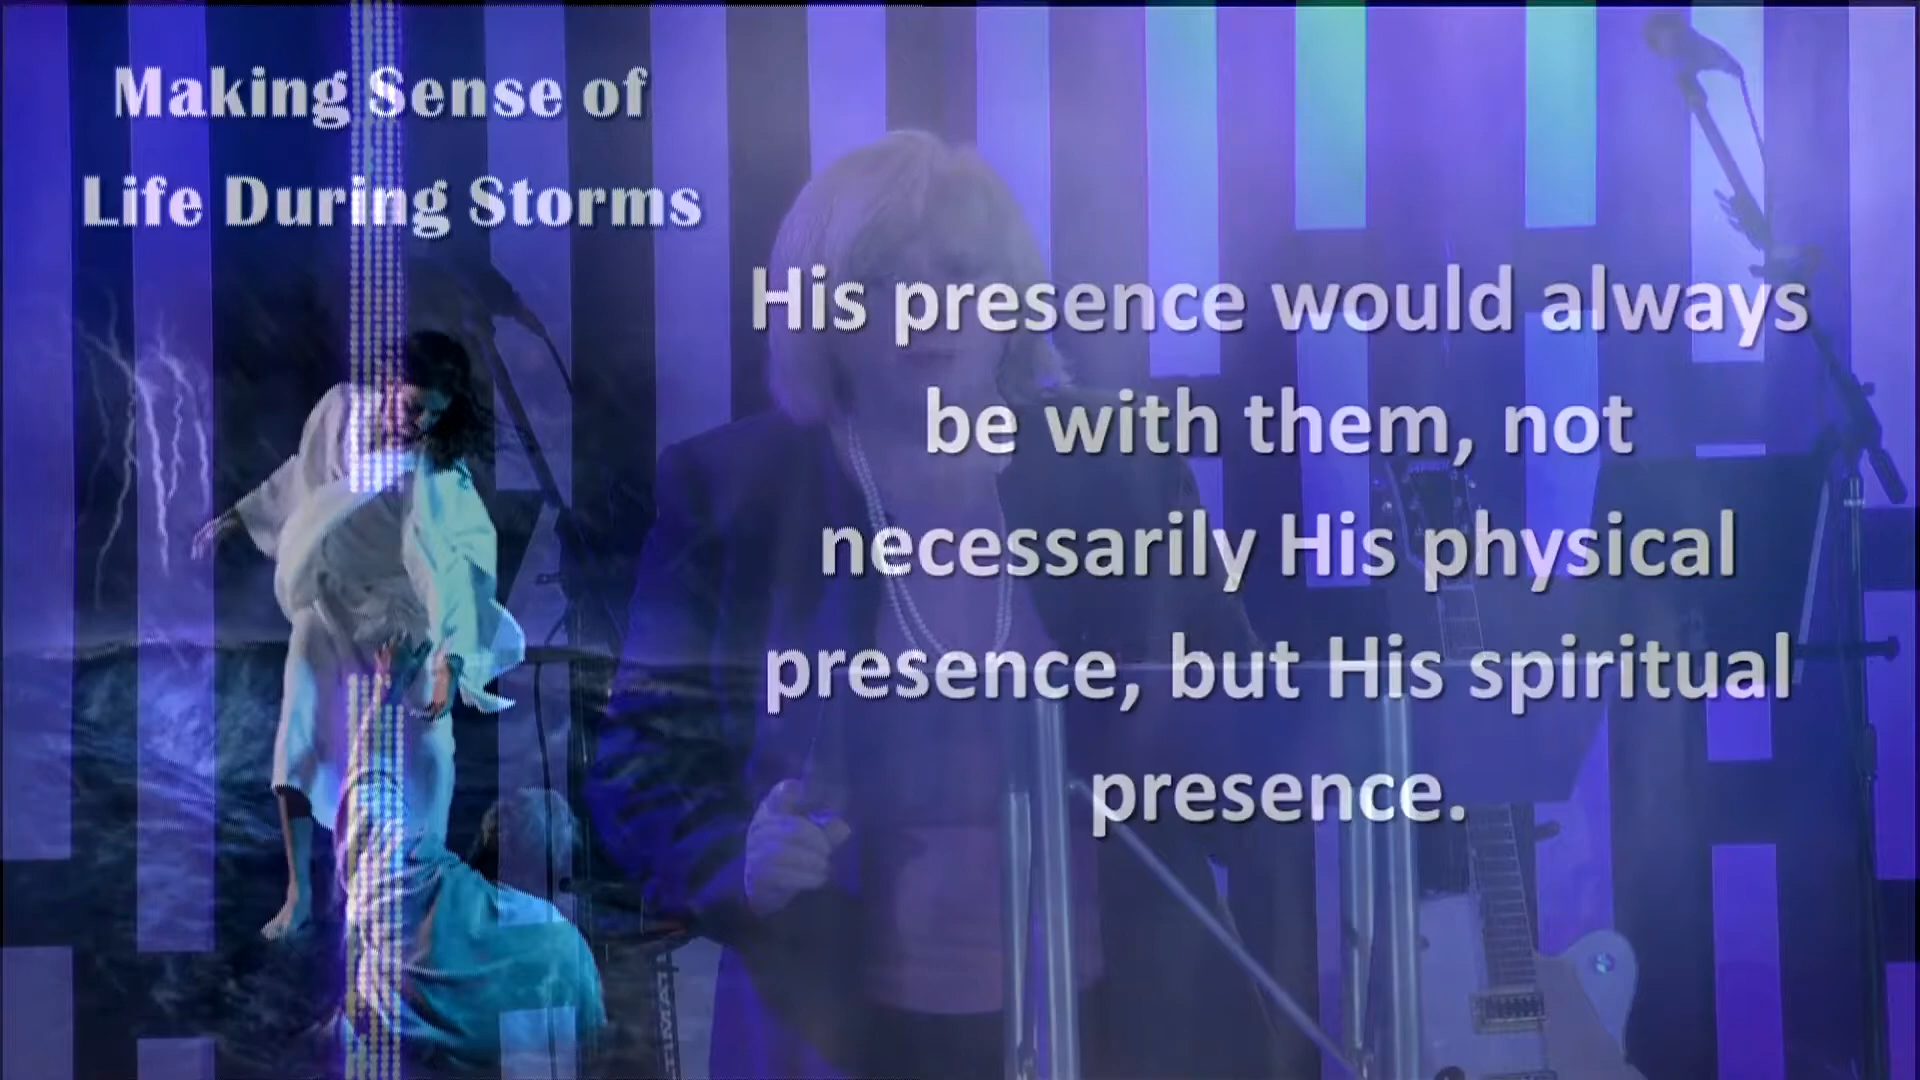 Making Sense of
Life During Storms
His presence would always
be with them, not
necessarily His physical
presence, but His spiritual
presence.